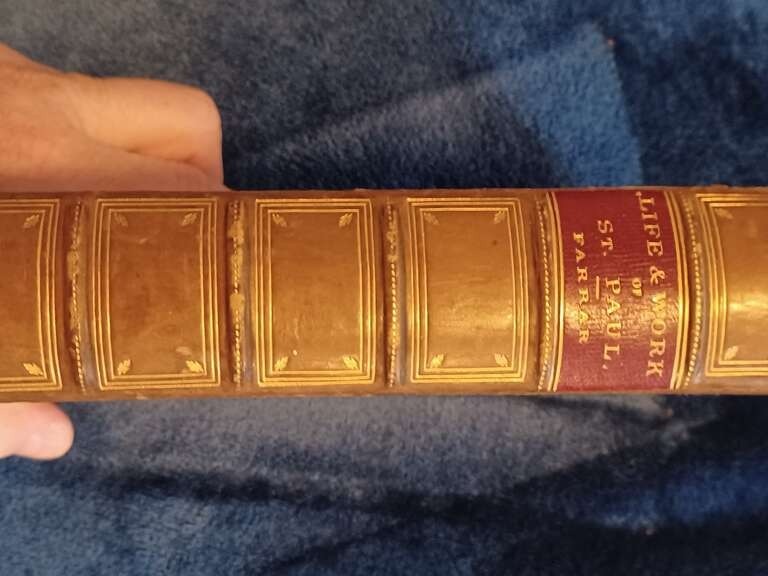 LIFE & WORK
OF
ST. PAUL,
FARRAR